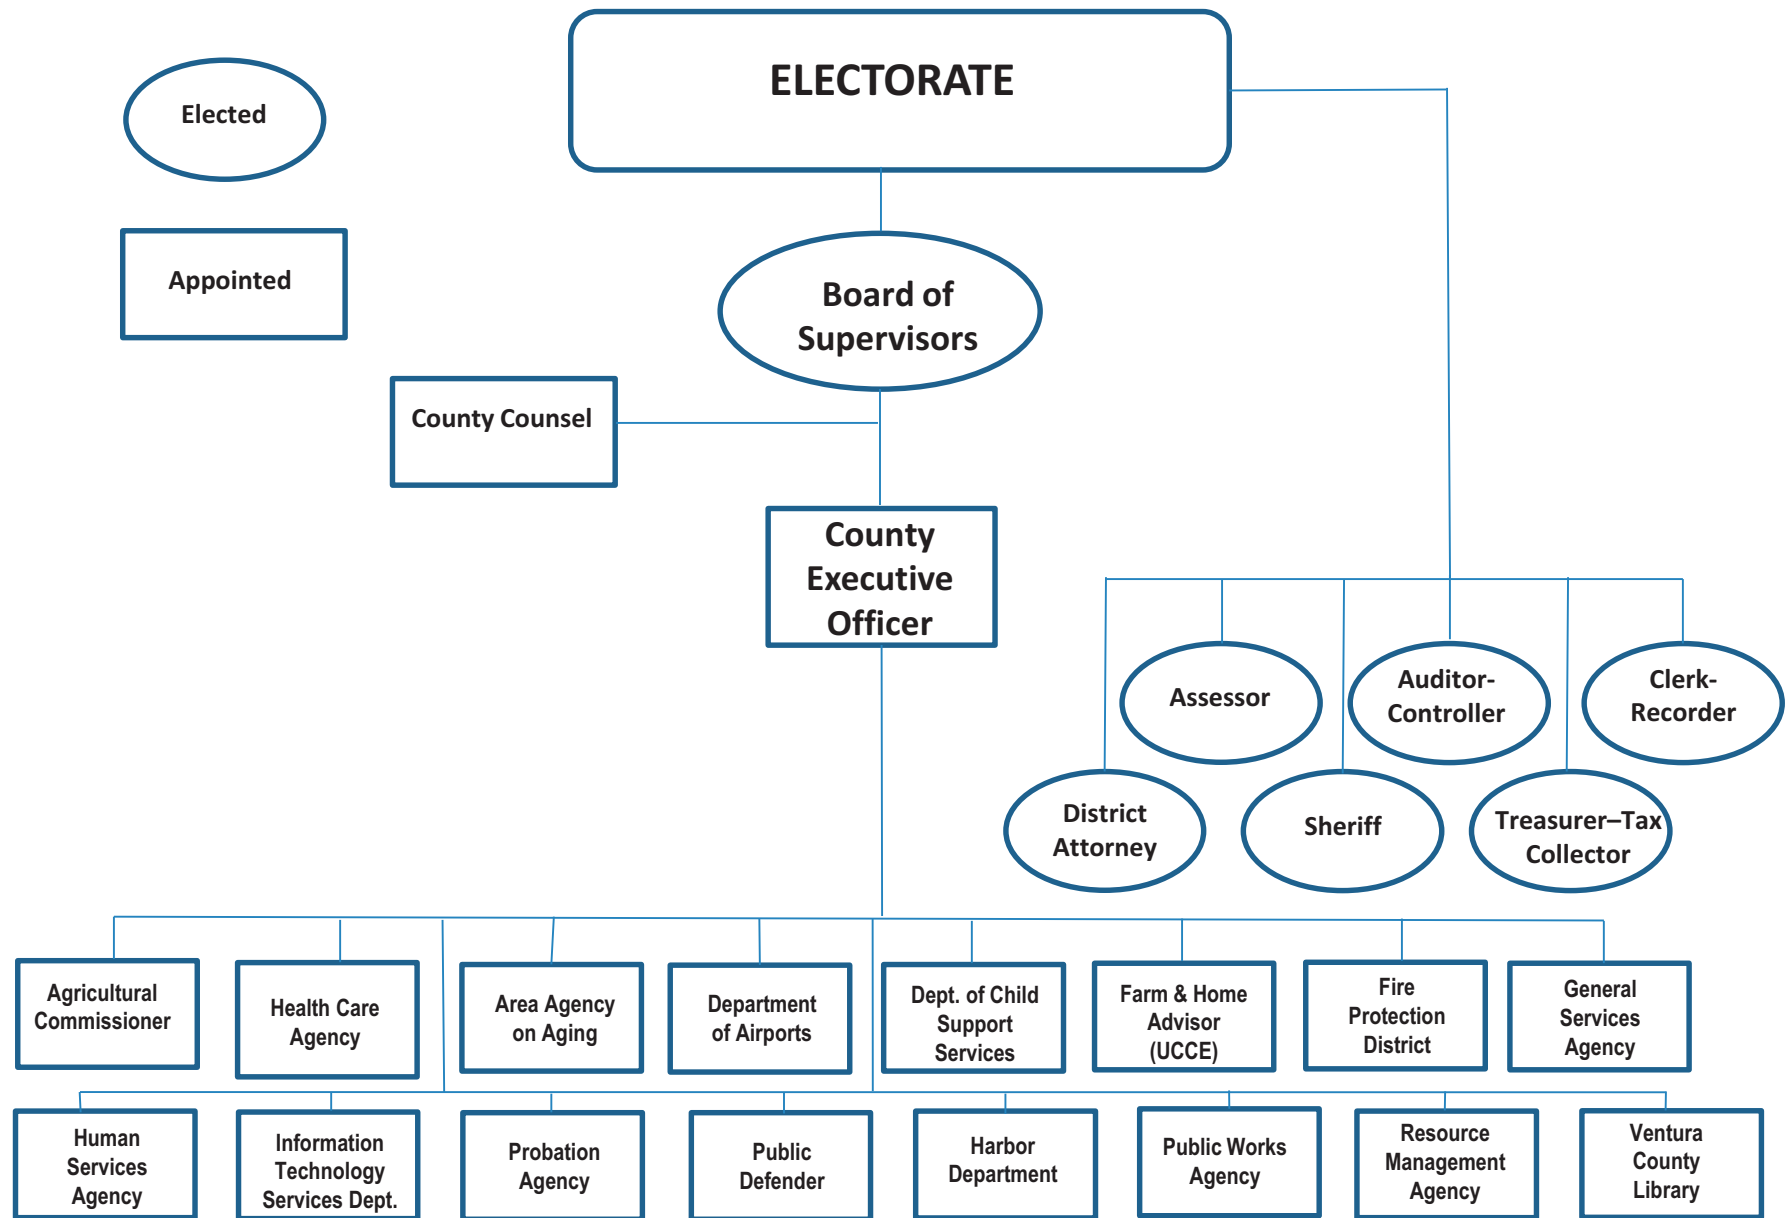 ELECTORATE
Elected
Appointed
Board of
Supervisors
County Counsel
County
Executive
Officer
Assessor
Auditor-
Controller
Clerk-
Recorder
District
Attorney
Sheriff
Treasurer–Tax
Collector
Agricultural
Commissioner
Health Care
Agency
Area Agency
on Aging
Department
of Airports
Dept. of Child
Support
Services
Farm & Home
Advisor
(UCCE)
Fire
Protection
District
General
Services
Agency
Human
Services
Agency
Information
Technology
Services Dept.
Probation
Agency
Public
Defender
Harbor
Department
Public Works
Agency
Resource
Management
Agency
Ventura
County
Library